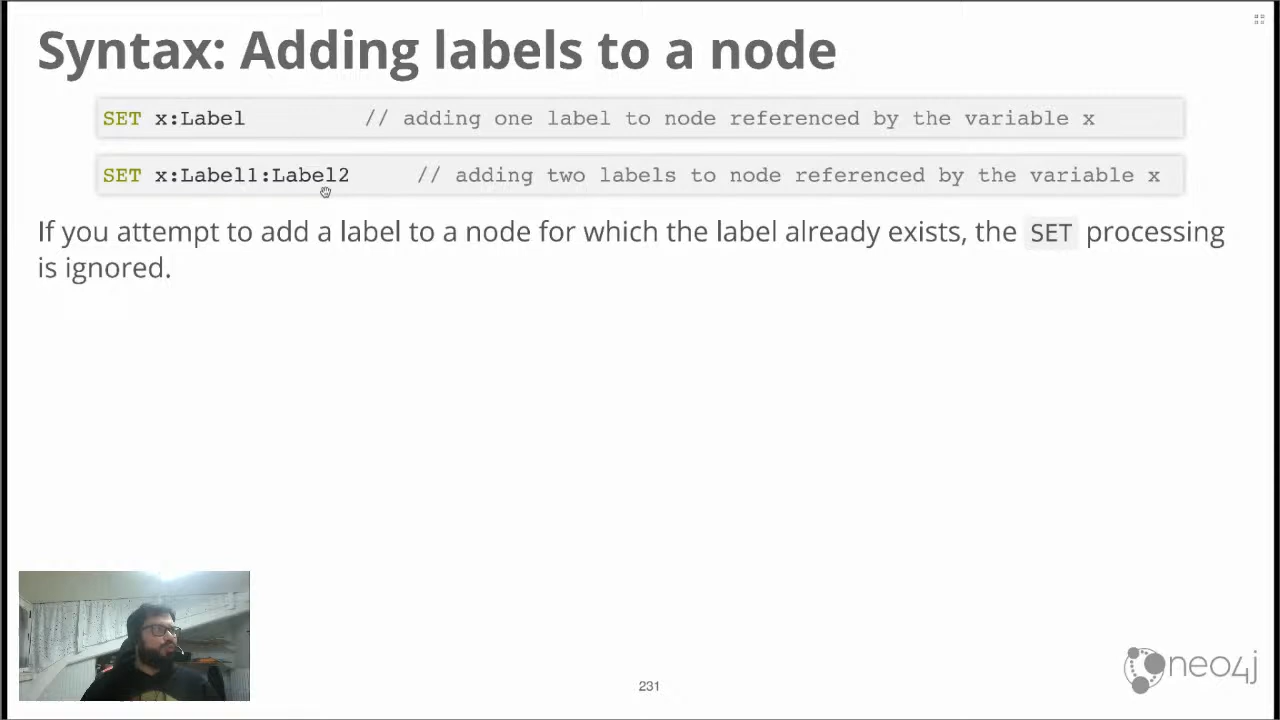 Syntax: Adding labels to a node
SET x:Label // adding one label to node referenced by the variable x
SET x:Label1:Label2 // adding two labels to node referenced by the variable x
If you attempt to add a label to a node for which the label already exists, the SET processing
is ignored.
231
neo4j